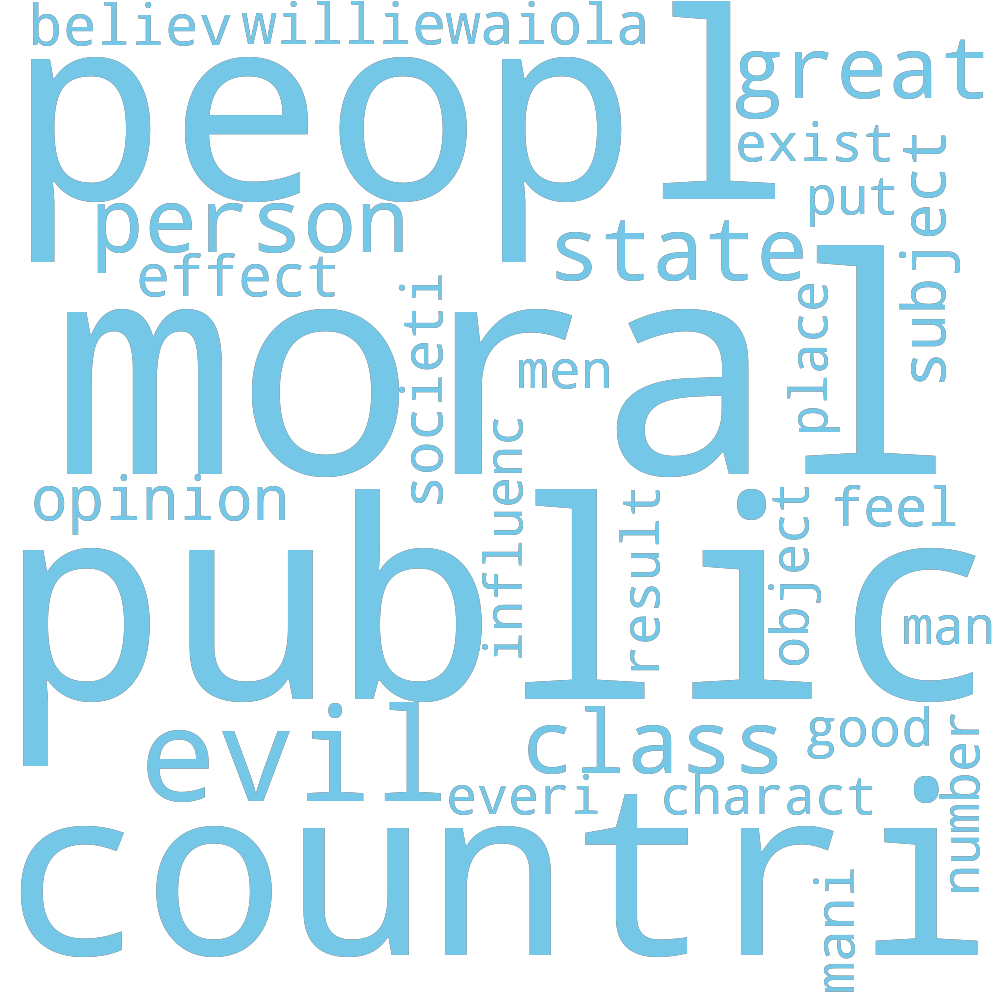 believ williewaiola
peopl
great
exist
put
subject
person
state
effect
moral
societi
men
place
opinion
influenc
result
object
feel
public
man
evil
class
good
number
everi
charact
countri
mani